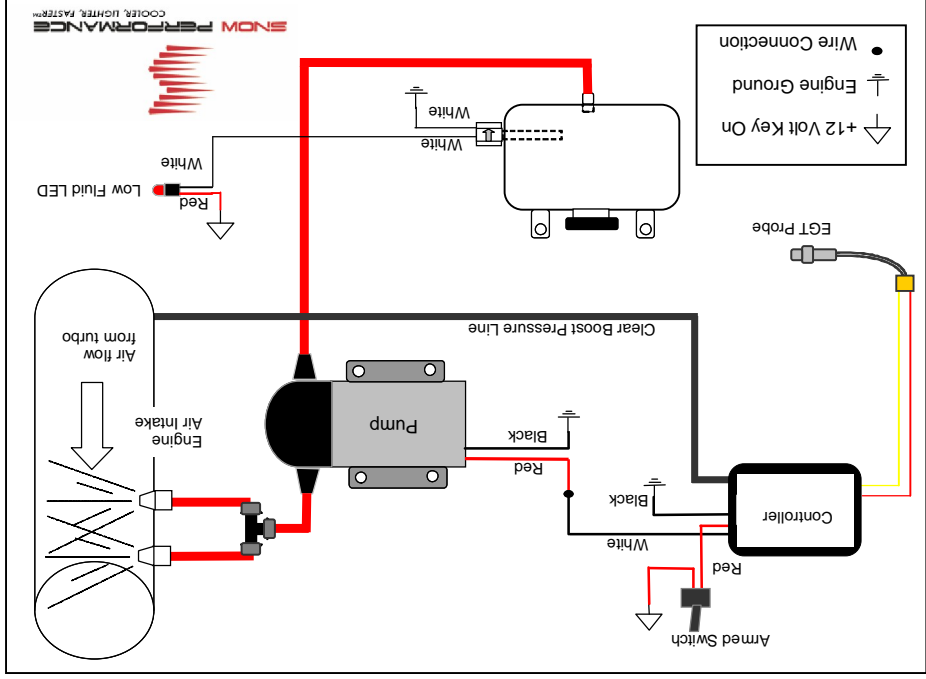 Armed Switch
Red
White
Controller
Black
Red
Black
Pump
Engine
Air Intake
Air flow
from turbo
Clear Boost Pressure Line
EGT Probe
Red
Low Fluid LED
White
White
White
+12 Volt Key On
Engine Ground
Wire Connection
SNOW PERFORMANCE
COOLER, LIGHTER, FASTER™